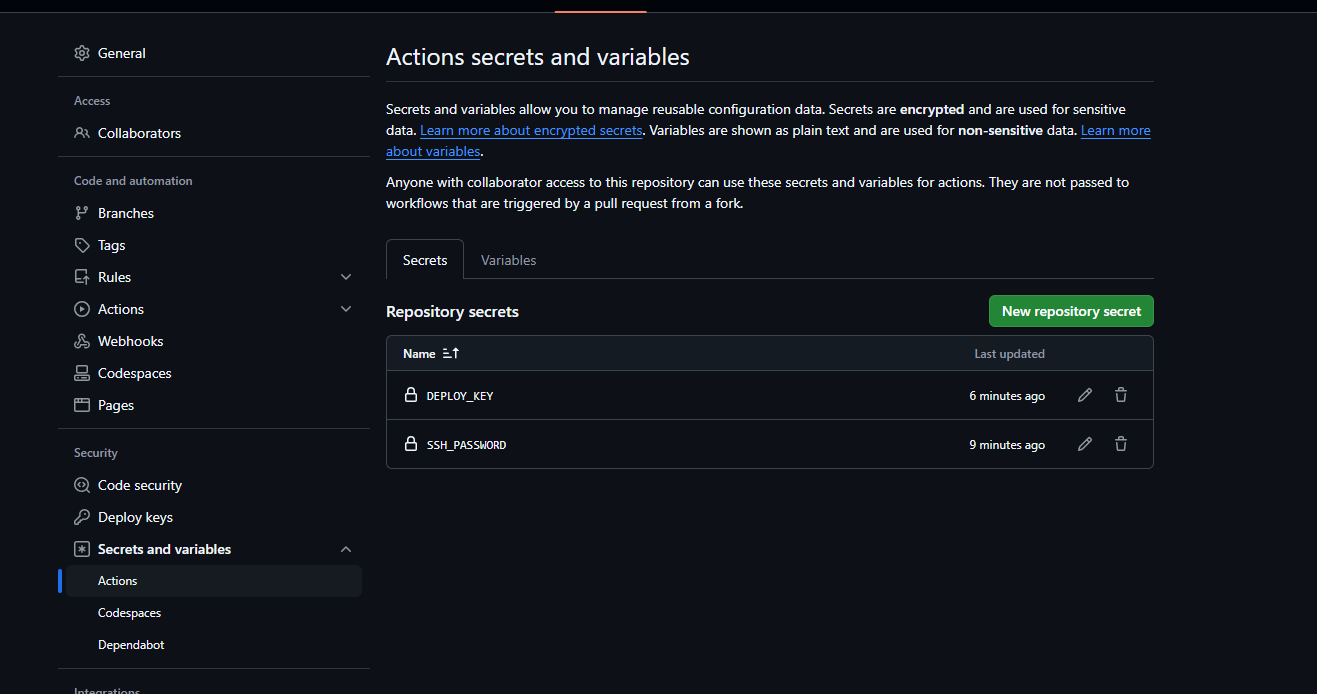 General
Access
Collaborators
Code and automation
Branches
Tags
Rules
Actions
Webhooks
Codespaces
Pages
Security
Code security
Deploy keys
Secrets and variables
Actions
Codespaces
Dependabot
Integrations
Actions secrets and variables
Secrets and variables allow you to manage reusable configuration data. Secrets are encrypted and are used for sensitive
data. Learn more about encrypted secrets. Variables are shown as plain text and are used for non-sensitive data. Learn more
about variables.
Anyone with collaborator access to this repository can use these secrets and variables for actions. They are not passed to
workflows that are triggered by a pull request from a fork.
Secrets Variables
Repository secrets New repository secret
Name Last updated
DEPLOY_KEY 6 minutes ago
SSH_PASSWORD 9 minutes ago